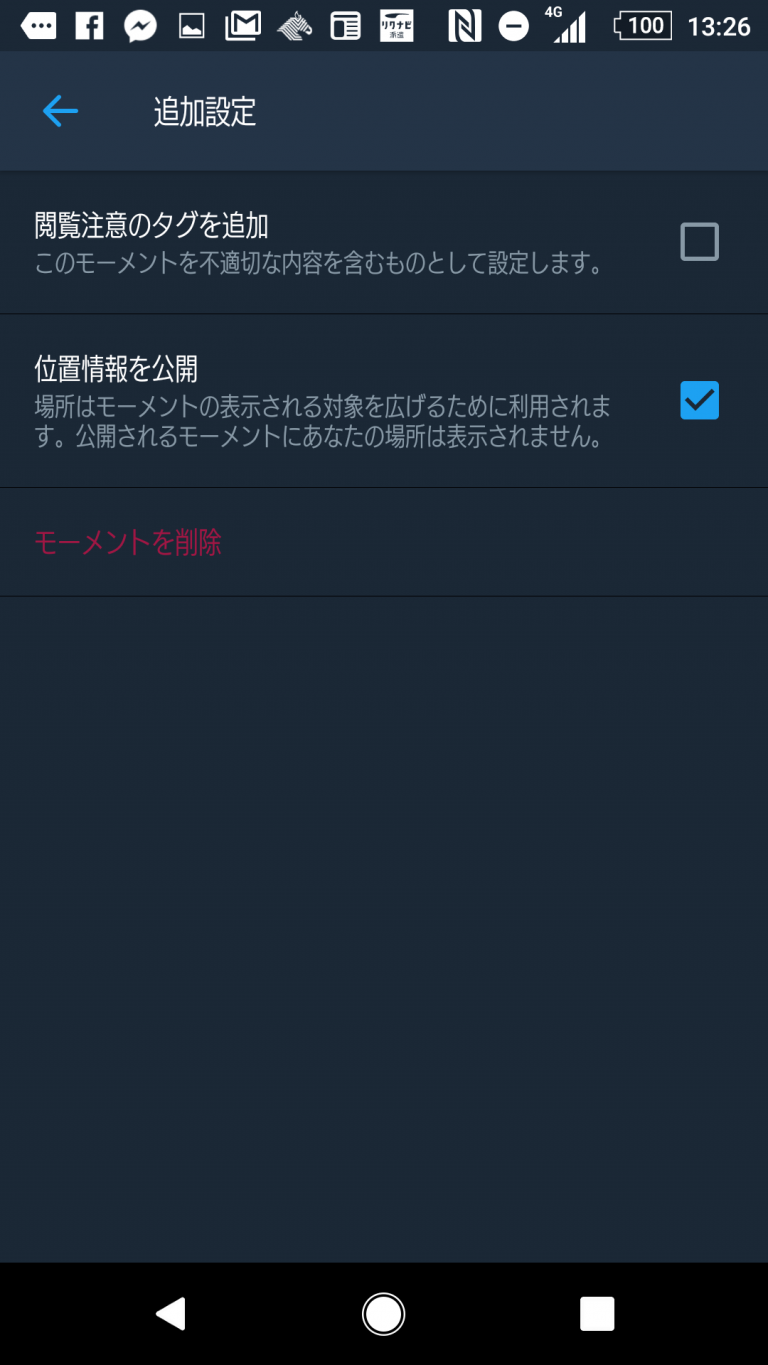 4G
100
13:26
リクナビ
派遣
追加設定
閲覧注意のタグを追加
このモーメントを不適切な内容を含むものとして設定します。
位置情報を公開
場所はモーメントの表示される対象を広げるために利用されま
す。公開されるモーメントにあなたの場所は表示されません。
モーメントを削除